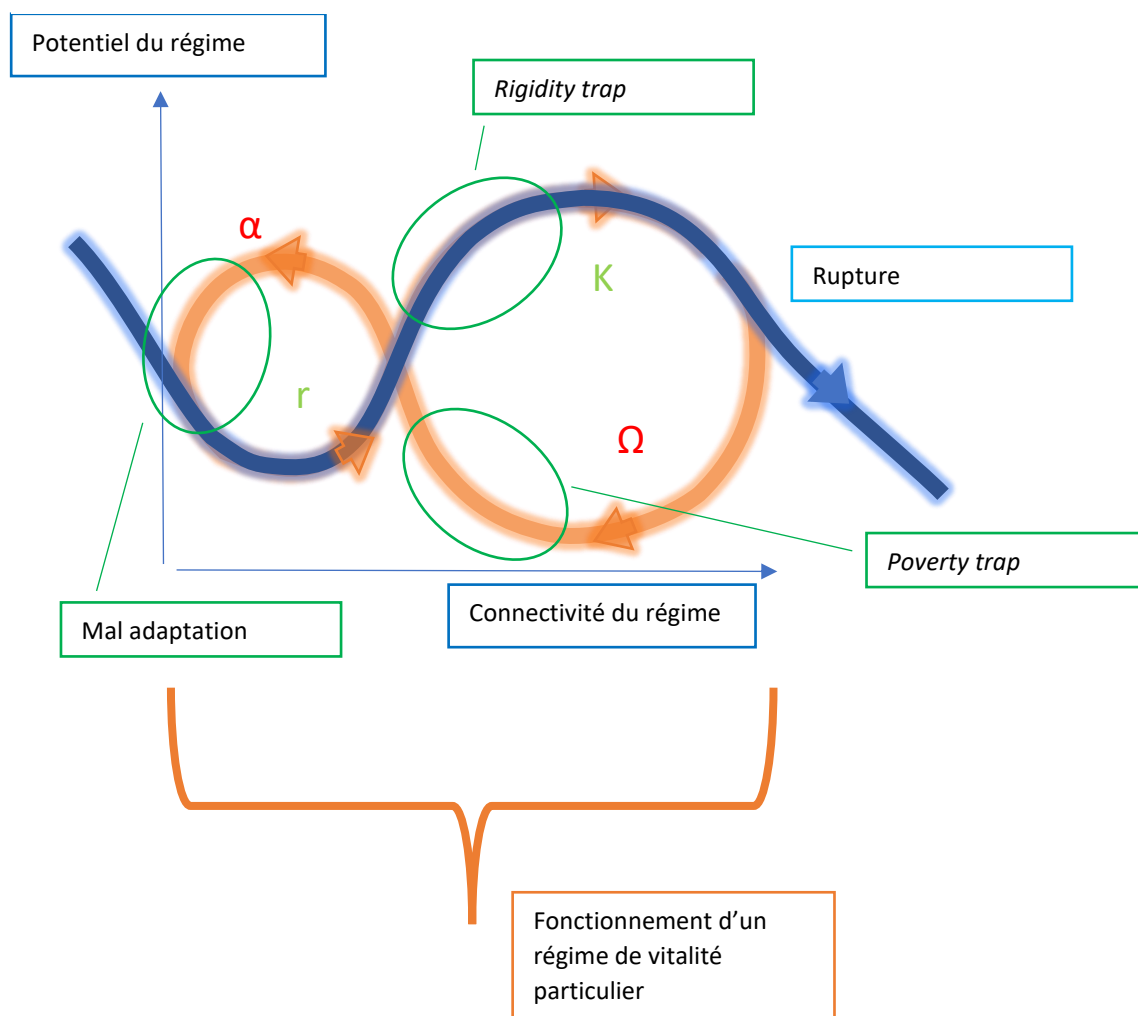 Potentiel du régime
Rigidity trap
α
K
Rupture
r
Ω
Poverty trap
Connectivité du régime
Mal adaptation
Fonctionnement d’un
régime de vitalité
particulier